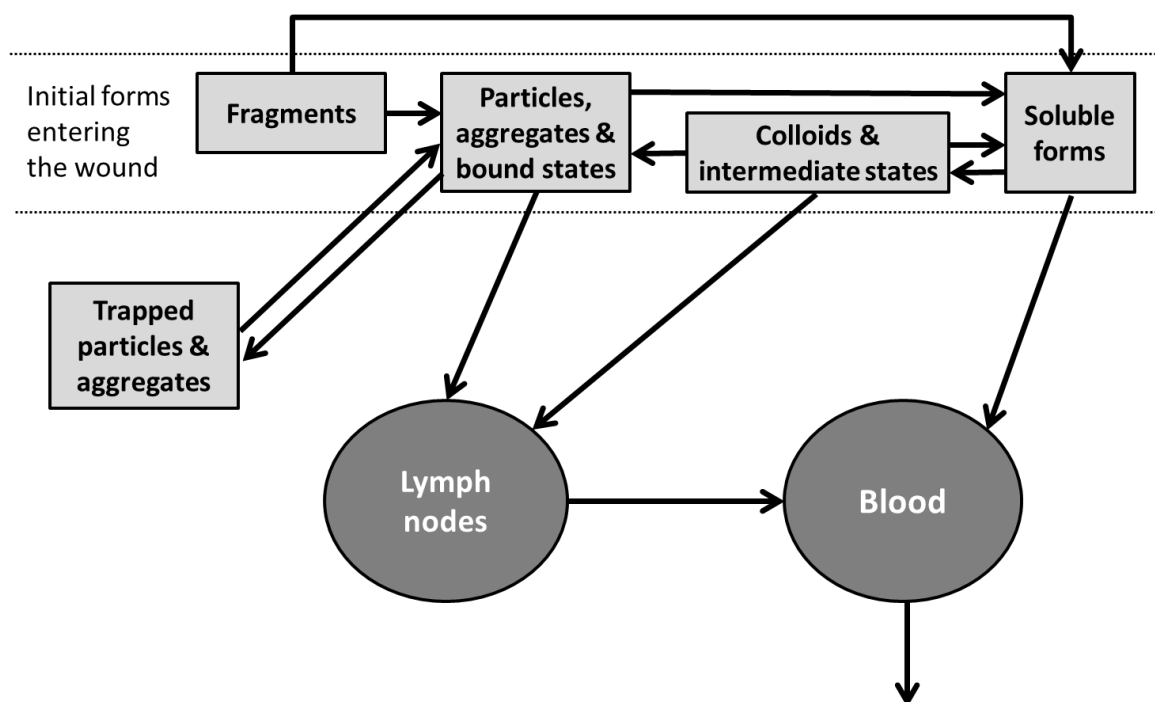 Initial forms
entering
the wound
Fragments
Particles,
aggregates &
bound states
Colloids &
intermediate states
Soluble
forms
Trapped
particles &
aggregates
Lymph
nodes
Blood